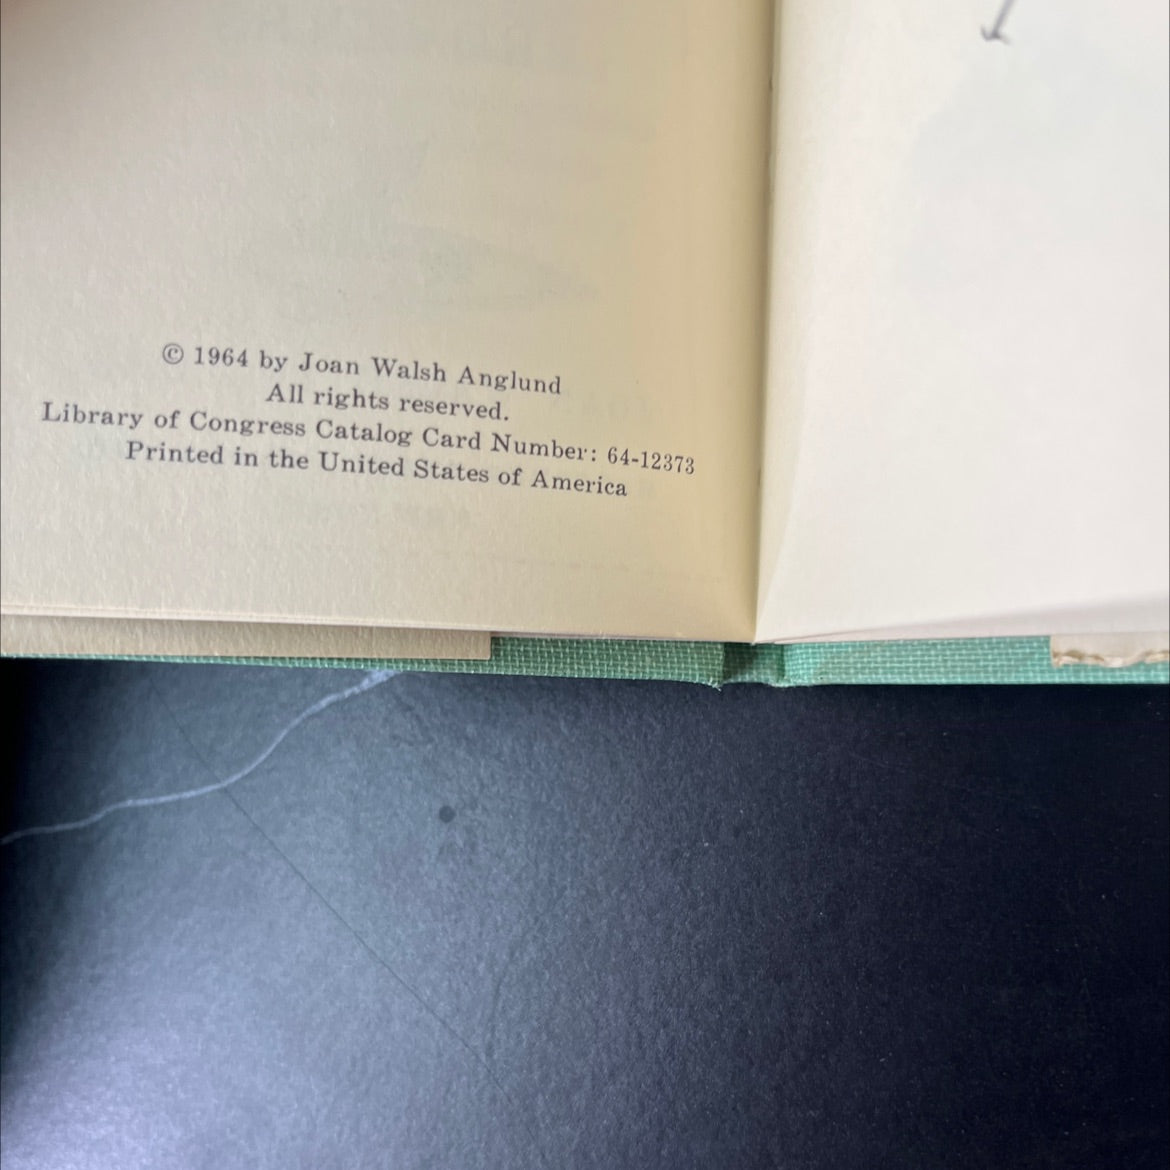 © 1964 by Joan Walsh Anglund
All rights reserved.
Library of Congress Catalog Card Number: 64-12373
Printed in the United States of America